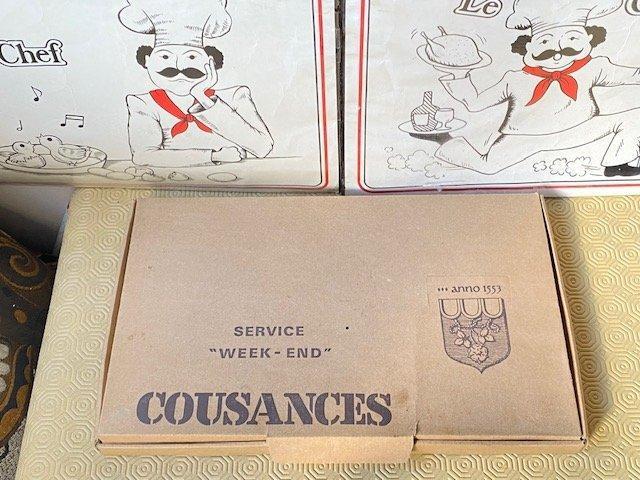 Chef
Le
SERVICE
"WEEK-END"
COUSANCES
••• anno 1553